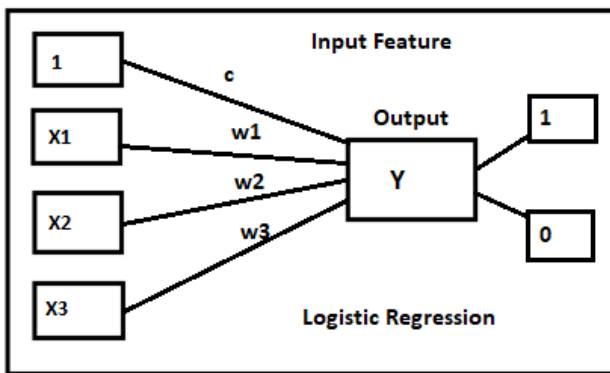 Input Feature
1
c
X1
w1
Output
1
X2
w2
Y
w3
0
X3
Logistic Regression